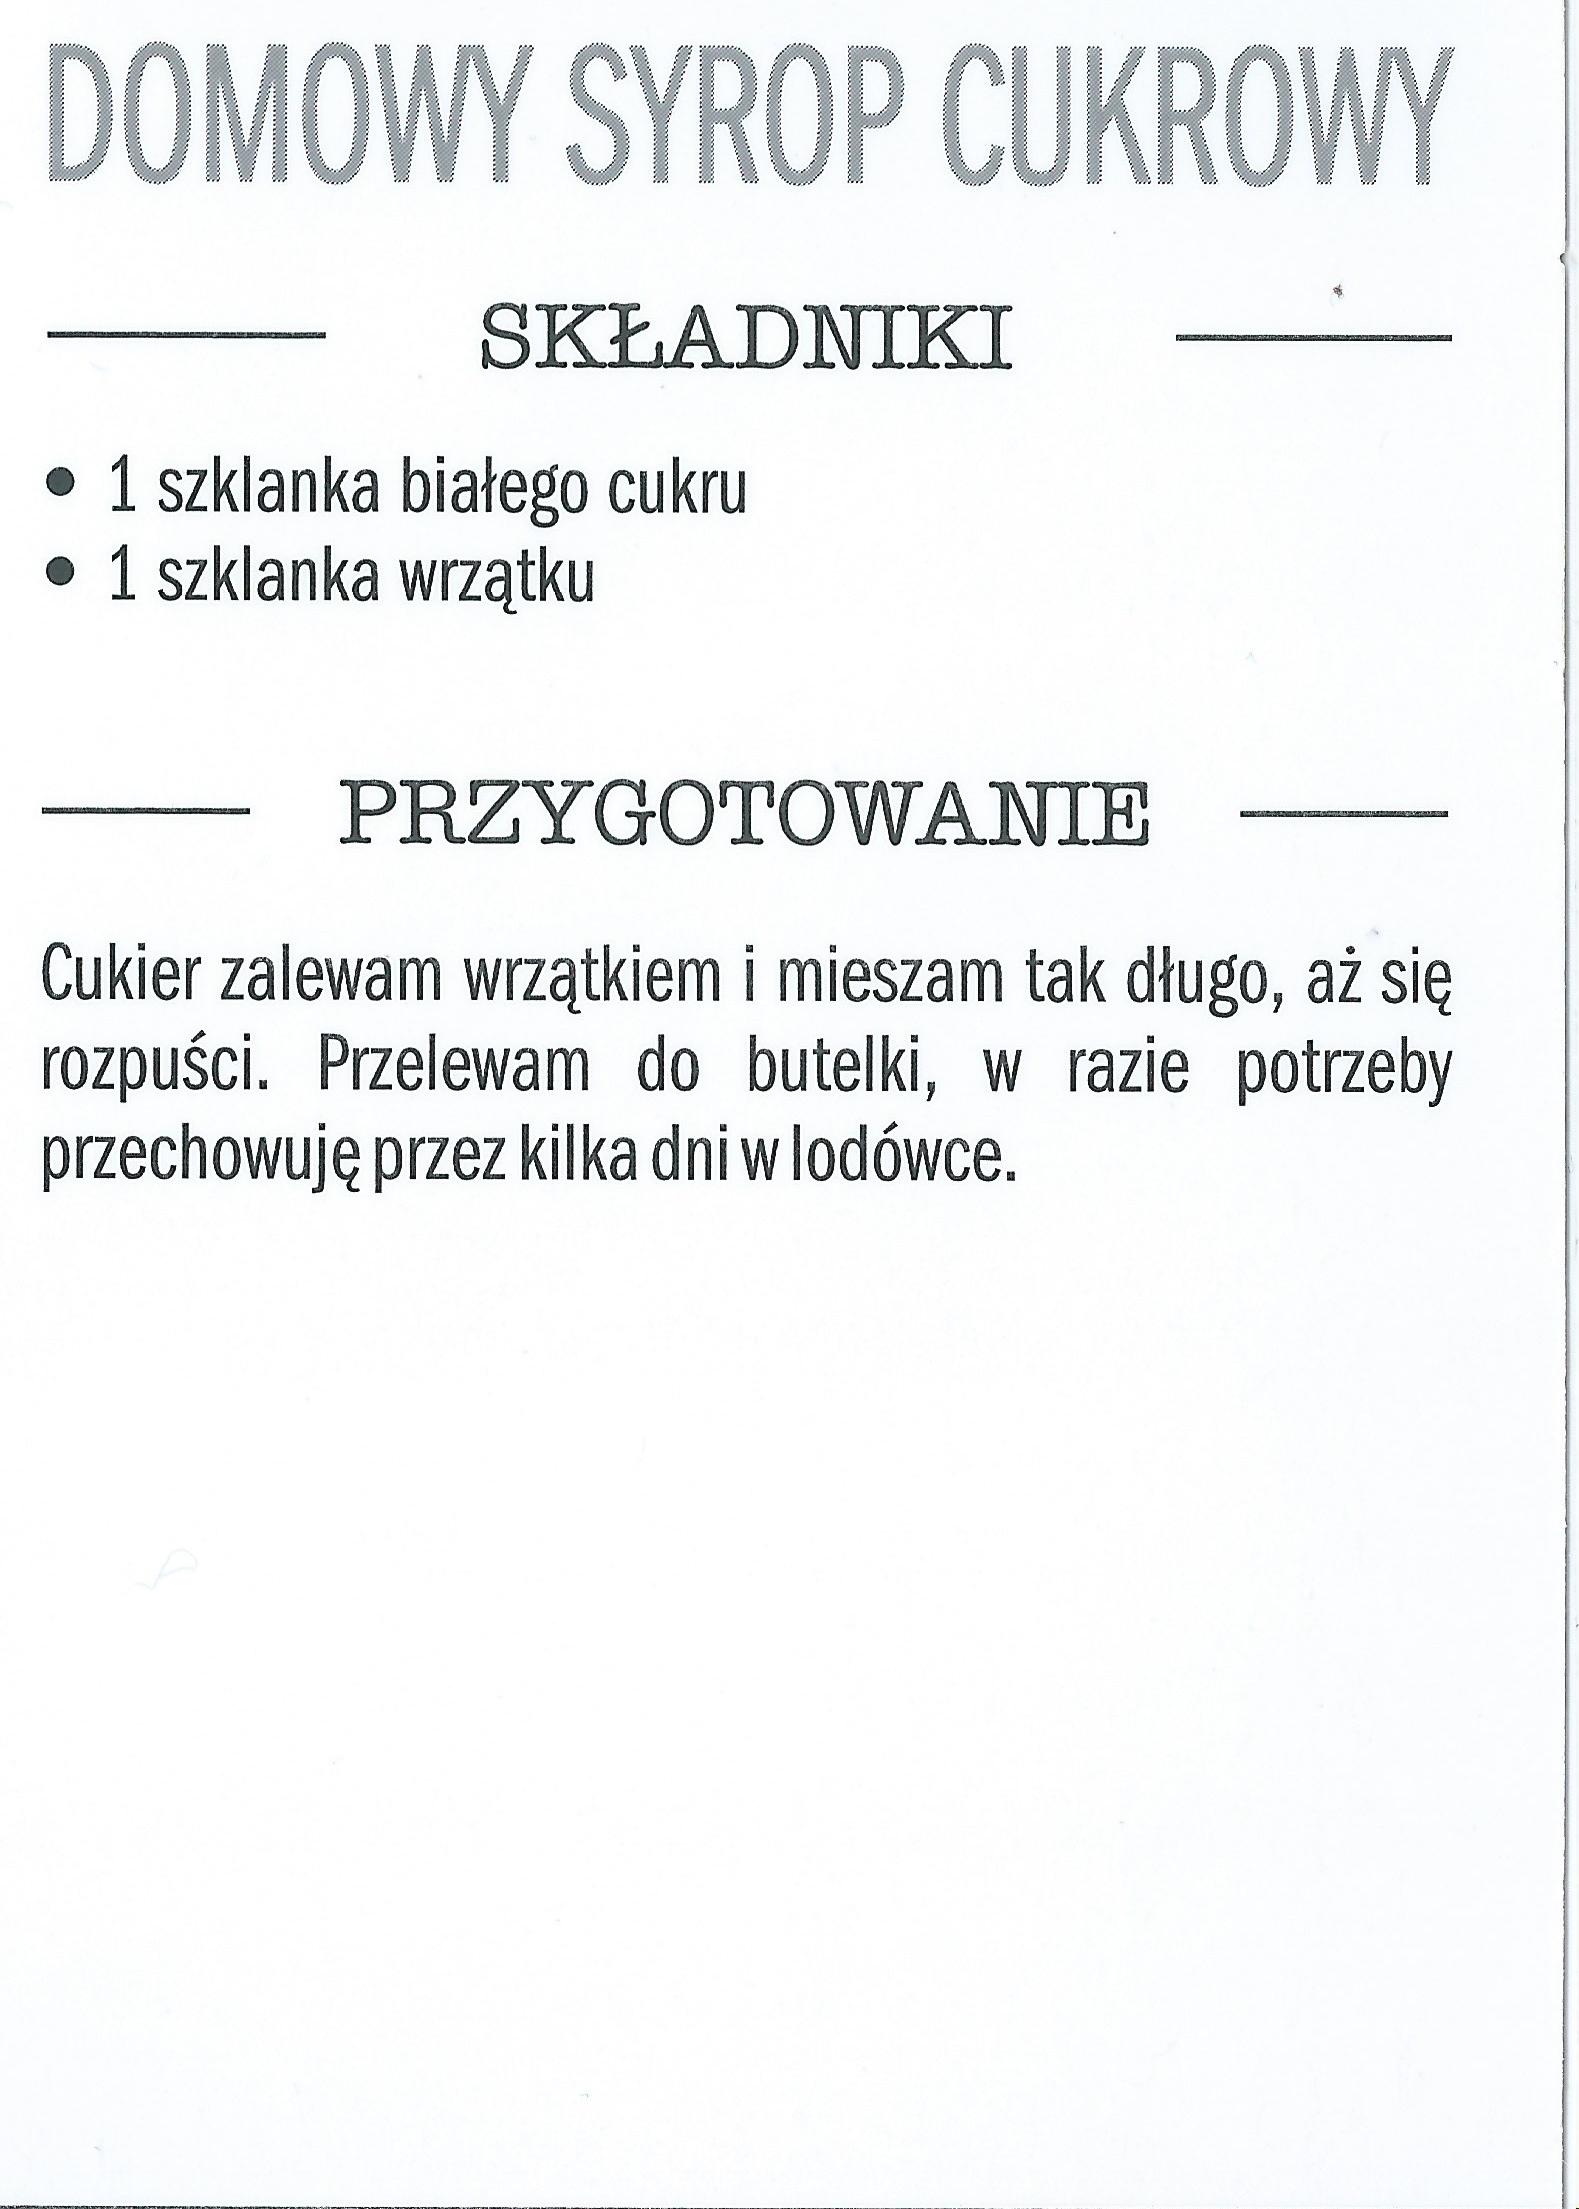 DOMOWY SYROP CUKROWY
SKŁADNIKI
• 1 szklanka białego cukru
• 1 szklanka wrzątku
PRZYGOTOWANIE
Cukier zalewam wrzątkiem i mieszam tak długo, aż się
rozpuści. Przelewam do butelki, w razie potrzeby
przechowuję przez kilka dni w lodówce.